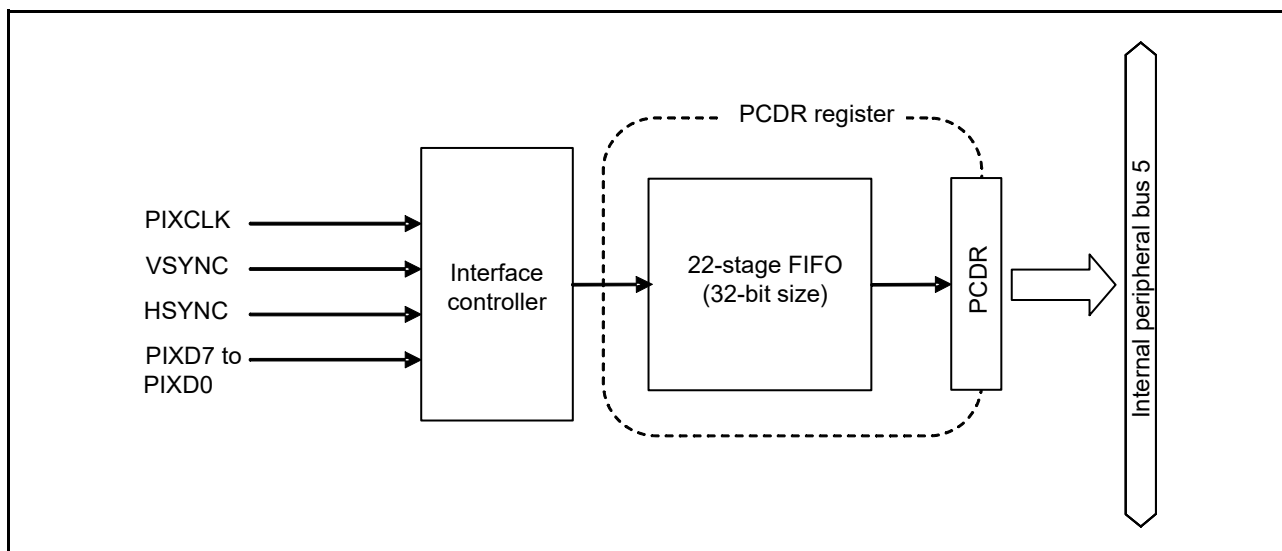 PCDR register
PIXCLK
VSYNC
HSYNC
PIXD7 to
PIXD0
Interface
controller
22-stage FIFO
(32-bit size)
PCDR
Internal peripheral bus 5